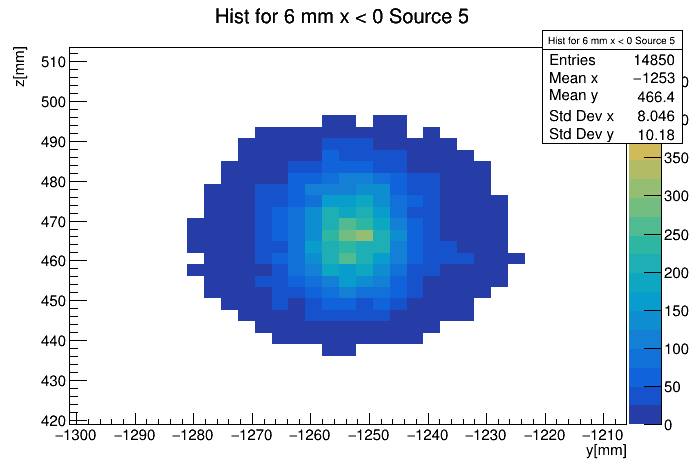 Hist for 6 mm x < 0 Source 5
Hist for 6 mm x < 0 Source 5
Entries 14850
Mean x −1253
Mean y 466.4
Std Dev x 8.046
Std Dev y 10.18
z[mm]
510
500
490
480
470
460
450
440
430
420
−1300 −1290 −1280 −1270 −1260 −1250 −1240 −1230 −1220 −1210
y[mm]
350
300
250
200
150
100
50
0